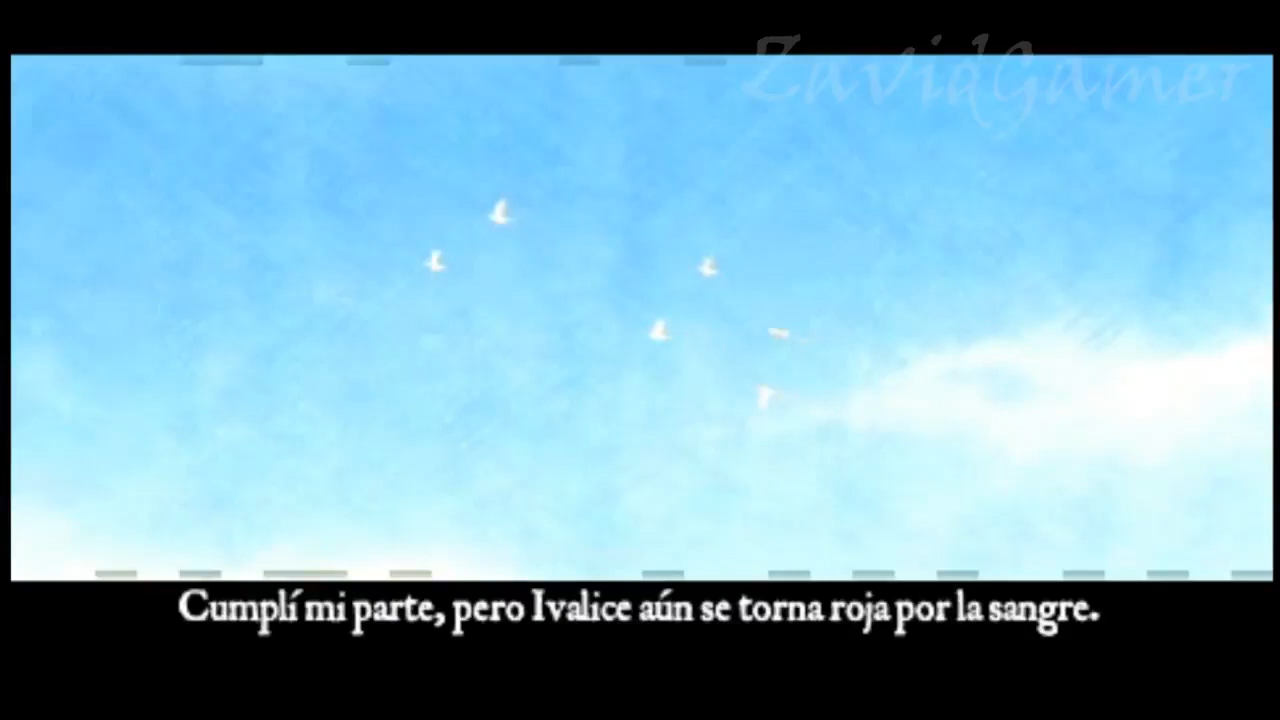 ZavidGamer
Cumplí mi parte, pero Ivalice aún se torna roja por la sangre.